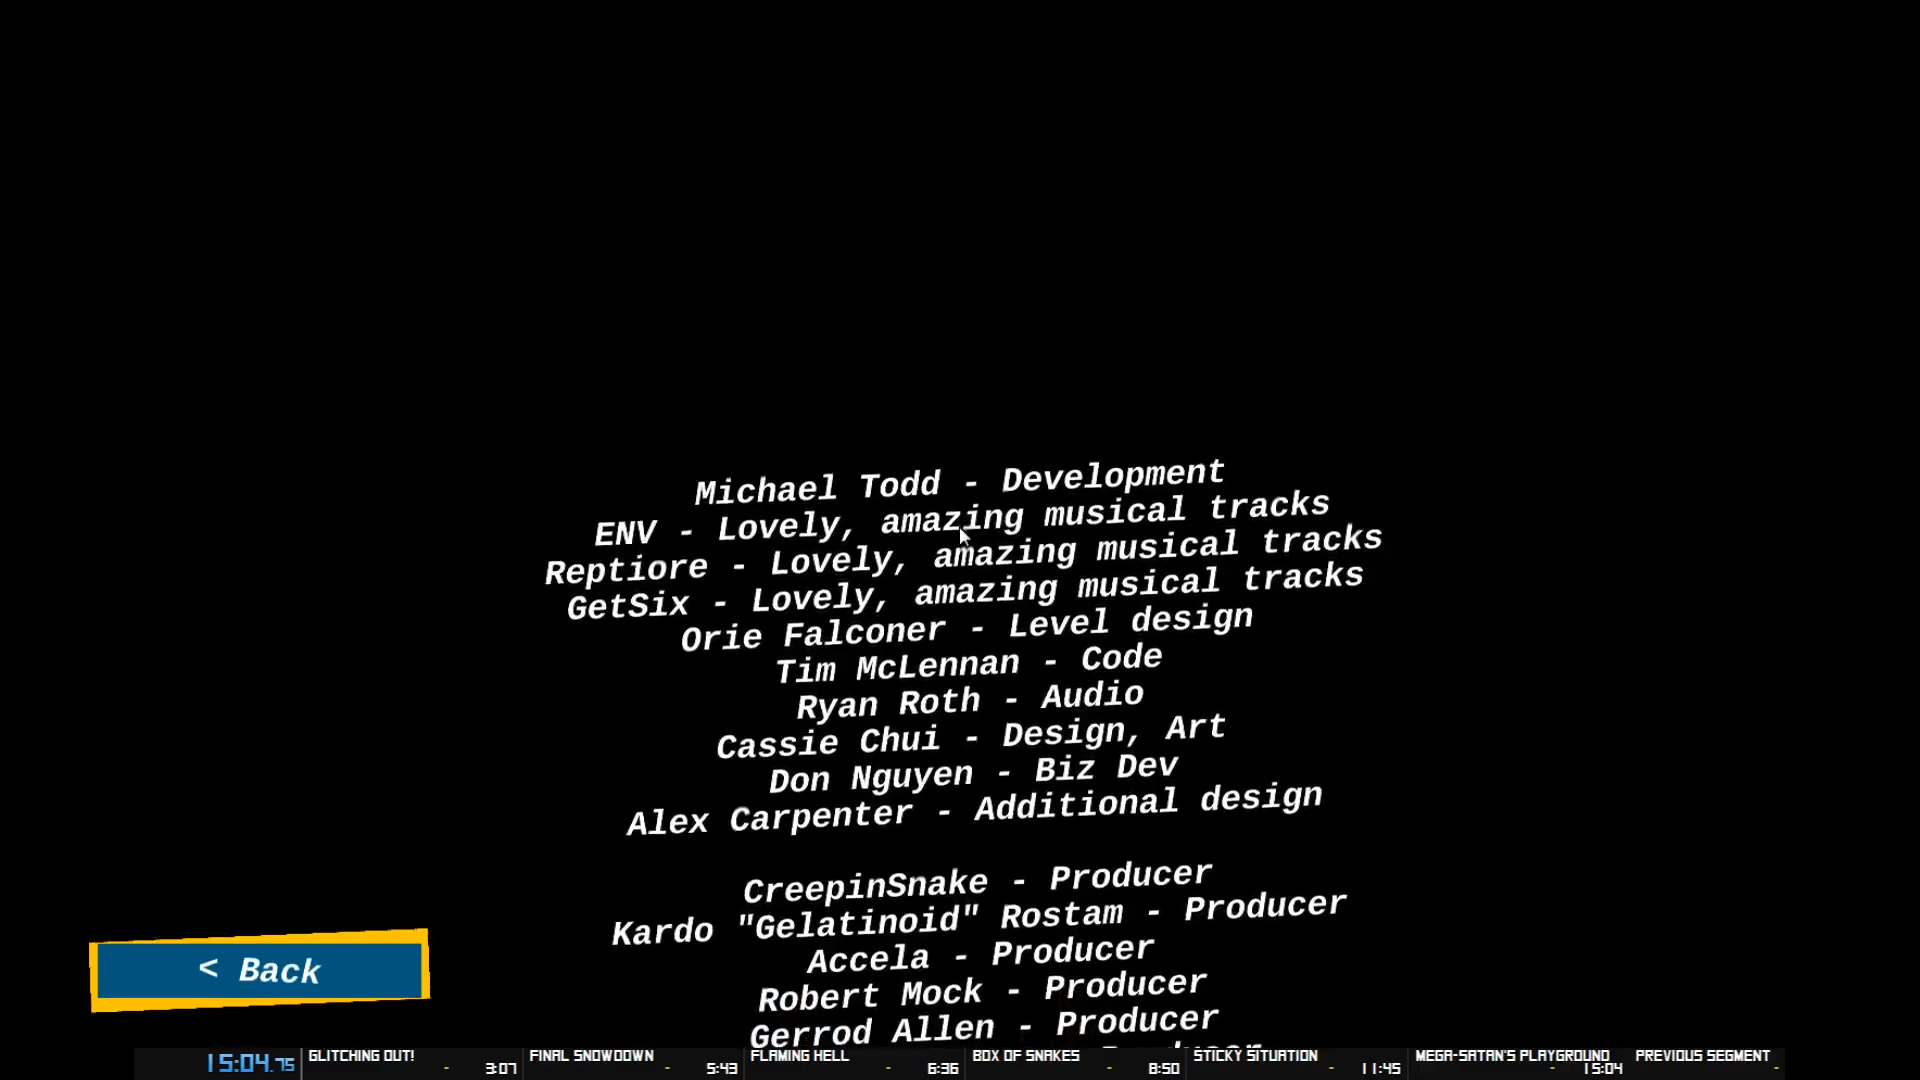 Michael Todd - Development
ENV - Lovely, amazing musical tracks
Reptiore - Lovely, amazing musical tracks
GetSix - Lovely, amazing musical tracks
Orie Falconer - Level design
Tim McLennan - Code
Ryan Roth - Audio
Cassie Chui - Design, Art
Don Nguyen - Biz Dev
Alex Carpenter - Additional design
CreepinSnake - Producer
Kardo "Gelatinoid" Rostam - Producer
Accela - Producer
Robert Mock - Producer
Gerrod Allen - Producer
< Back
15:04.75
GLITCHING OUT! - 3:07
FINAL SNOWDOWN - 5:43
FLAMING HELL - 6:36
BOX OF SNAKES - 8:50
STICKY SITUATION - 11:45
MEGA-SATAN'S PLAYGROUND - 15:04
PREVIOUS SEGMENT -